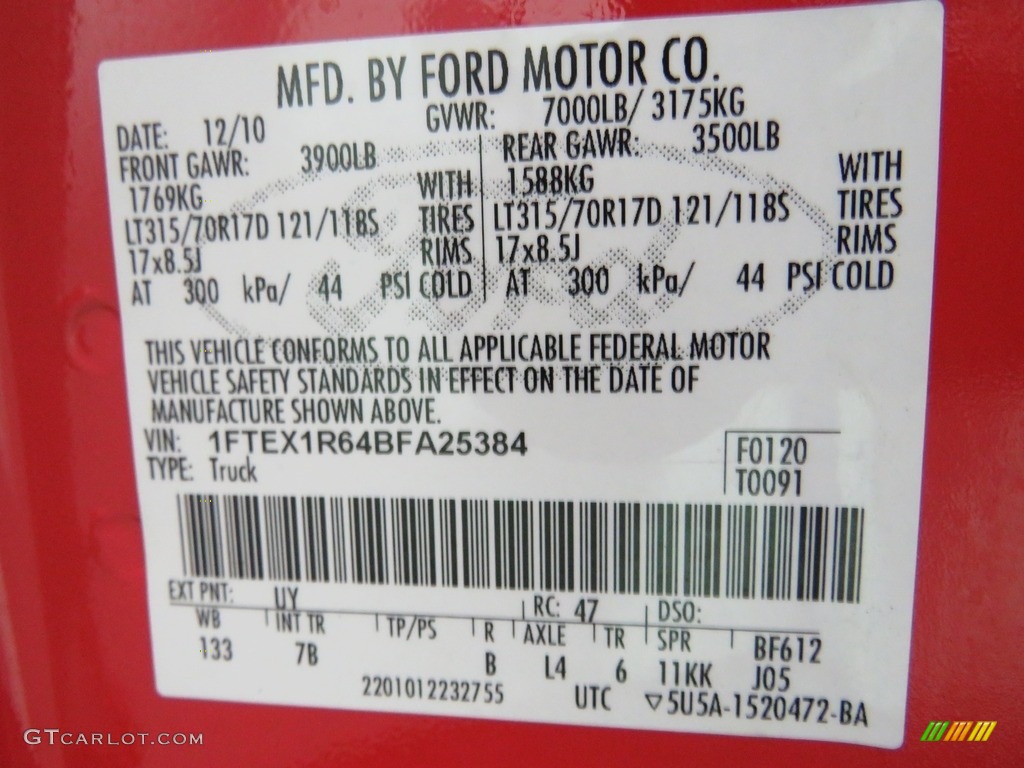 MFD. BY FORD MOTOR CO.
DATE: 12/10 GVWR: 7000LB/ 3175KG
FRONT GAWR: 3900LB REAR GAWR: 3500LB
1769KG WITH 1588KG WITH
LT315/70R17D 121/118S TIRES LT315/70R17D 121/118S TIRES
17x8.5J RIMS 17x8.5J RIMS
AT 300 kPa/ 44 PSI COLD AT 300 kPa/ 44 PSI COLD
THIS VEHICLE CONFORMS TO ALL APPLICABLE FEDERAL MOTOR
VEHICLE SAFETY STANDARDS IN EFFECT ON THE DATE OF
MANUFACTURE SHOWN ABOVE.
VIN: 1FTEX1R64BFA25384 F0120
TYPE: Truck T0091
EXT PNT: UY RC: 47 DSO:
WB INT TR TP/PS R AXLE TR SPR BF612
133 7B B L4 6 11KK J05
2201012232755 UTC ▽5U5A-1520472-BA
Ford
GTCARLOT.COM